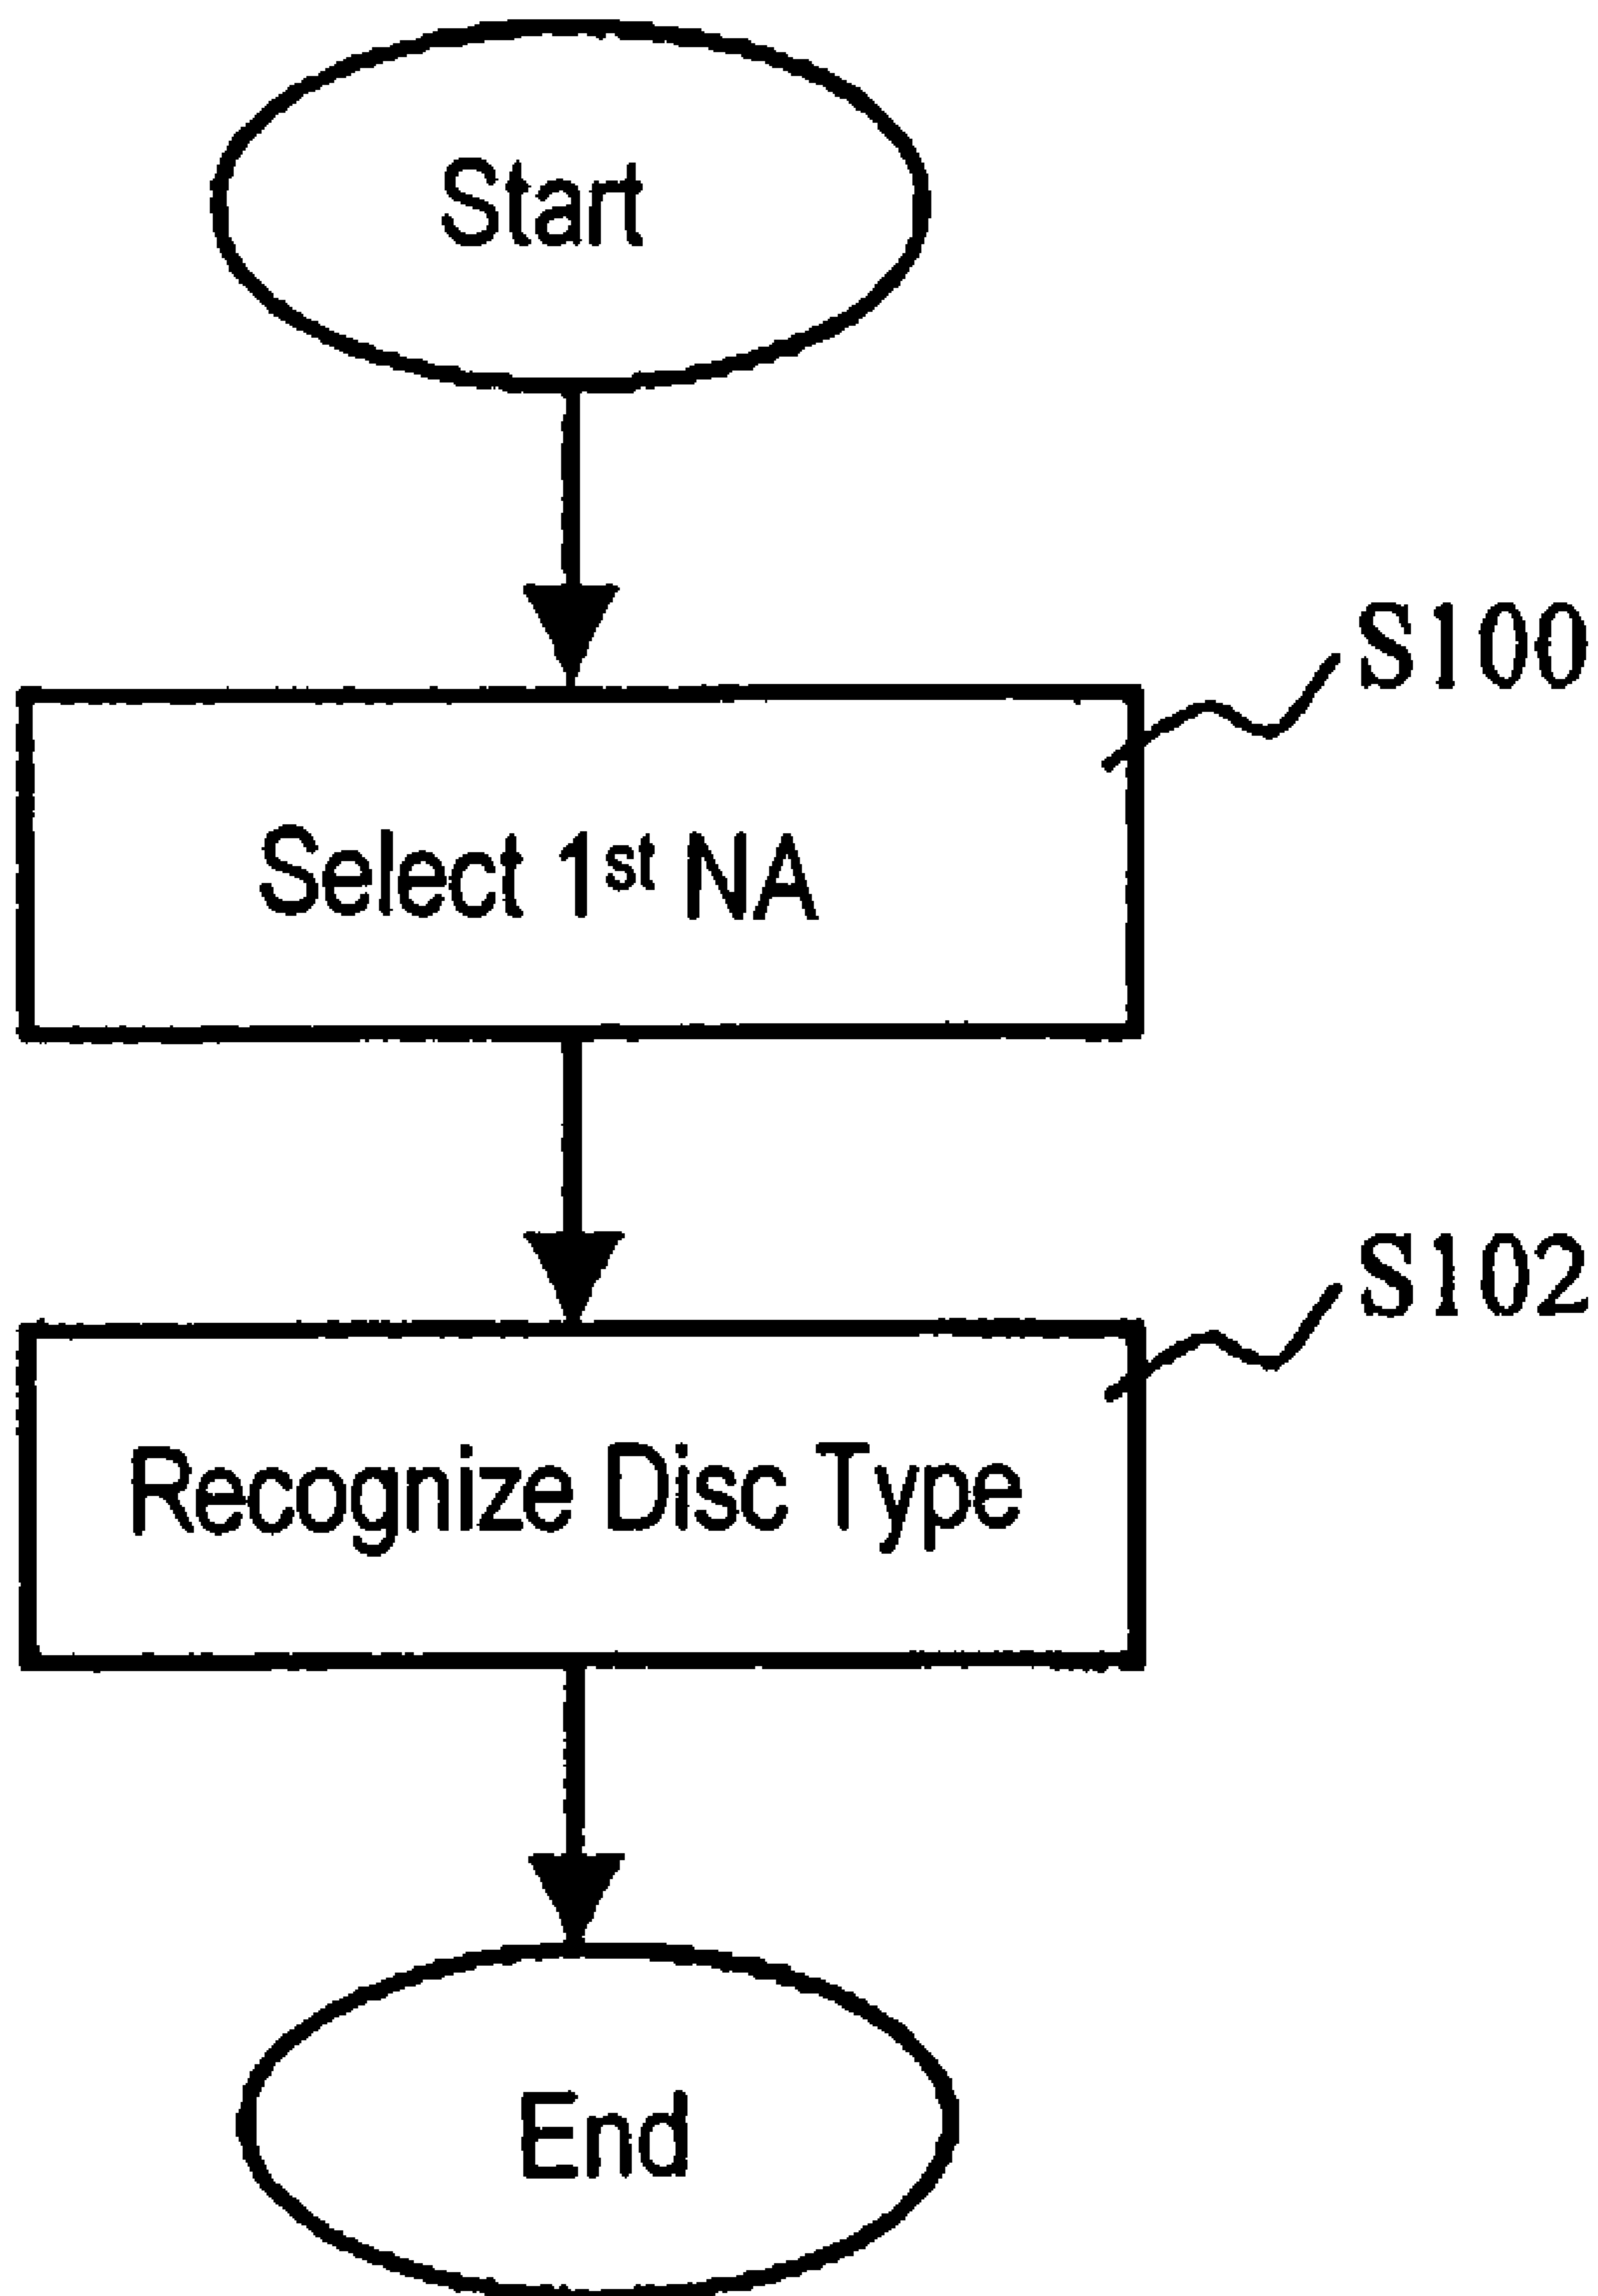 Start
S100
Select 1st NA
S102
Recognize Disc Type
End